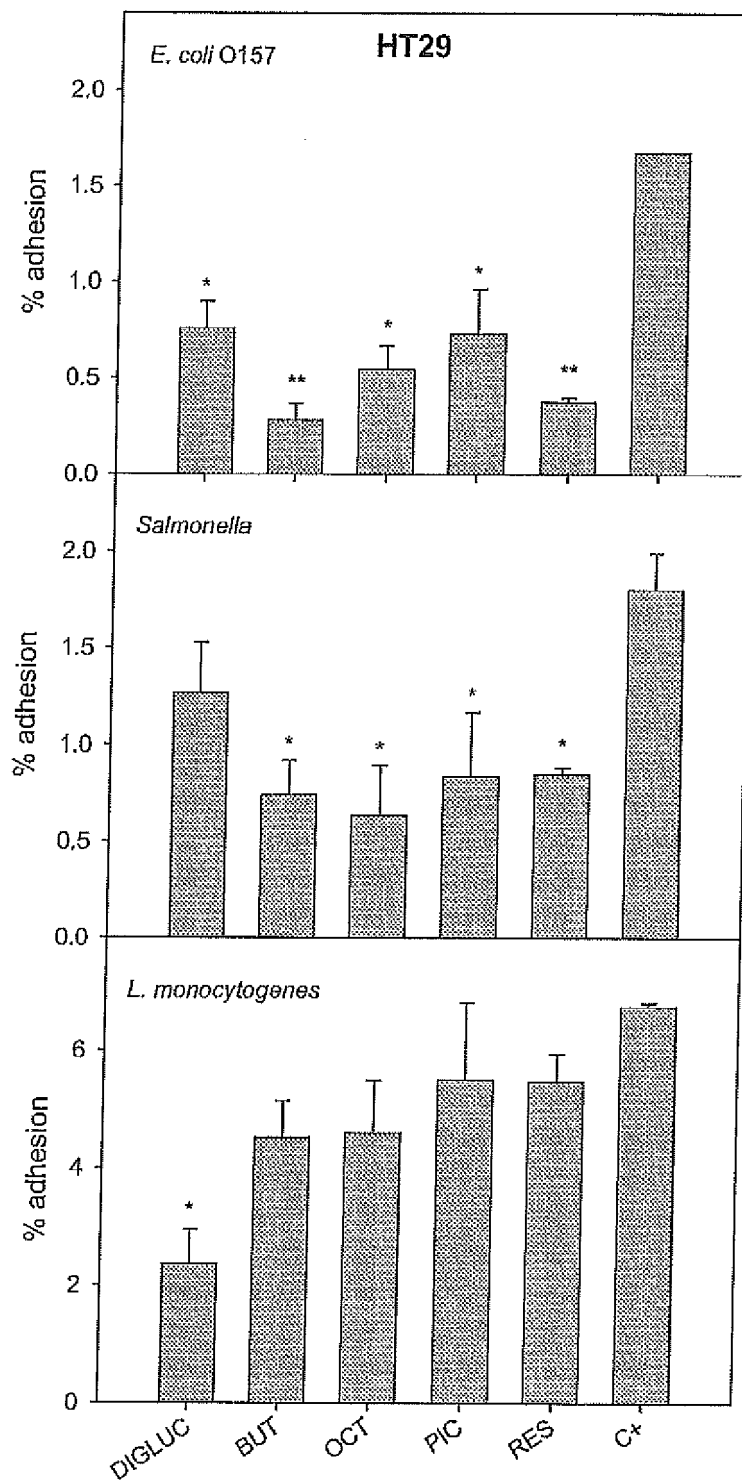 HT29
E. coli O157
2.0
1.5
1.0
0.5
0.0
% adhesion
*
**
*
*
**
Salmonella
2.0
1.5
1.0
0.5
0.0
% adhesion
*
*
*
*
L. monocytogenes
6
4
2
0
% adhesion
*
DIGLUC
BUT
OCT
PIC
RES
C+